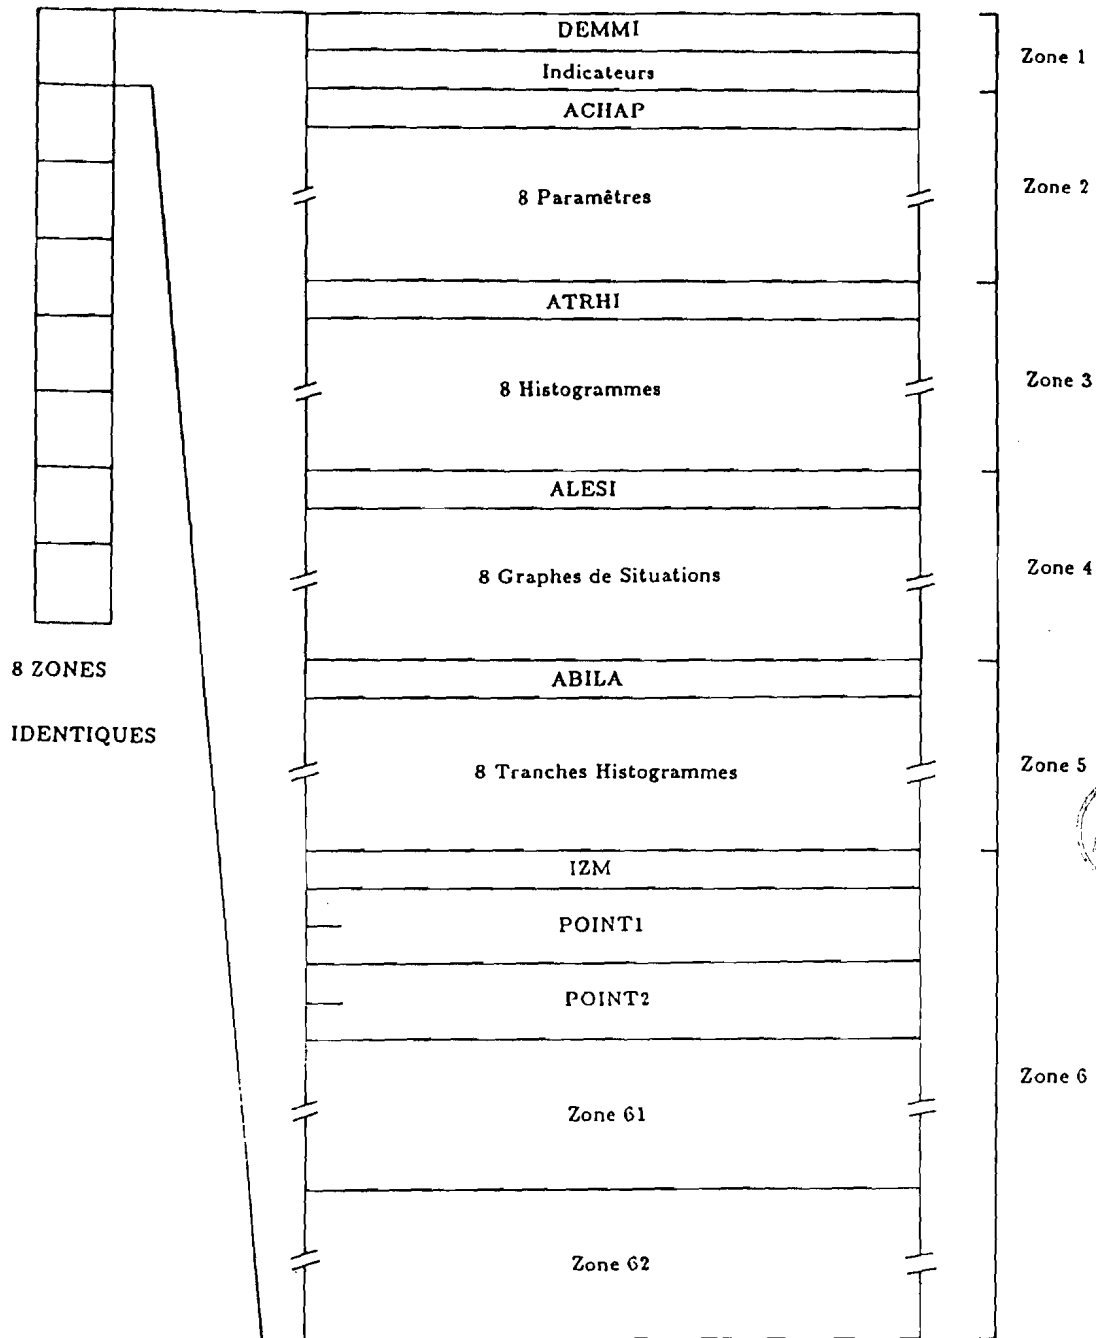 DEMMI
Zone 1
Indicateurs
ACHAP
8 Paramêtres
Zone 2
ATRHI
8 Histogrammes
Zone 3
ALESI
8 Graphes de Situations
Zone 4
8 ZONES
IDENTIQUES
ABILA
8 Tranches Histogrammes
Zone 5
IZM
POINT1
POINT2
Zone 6
Zone 61
Zone 62